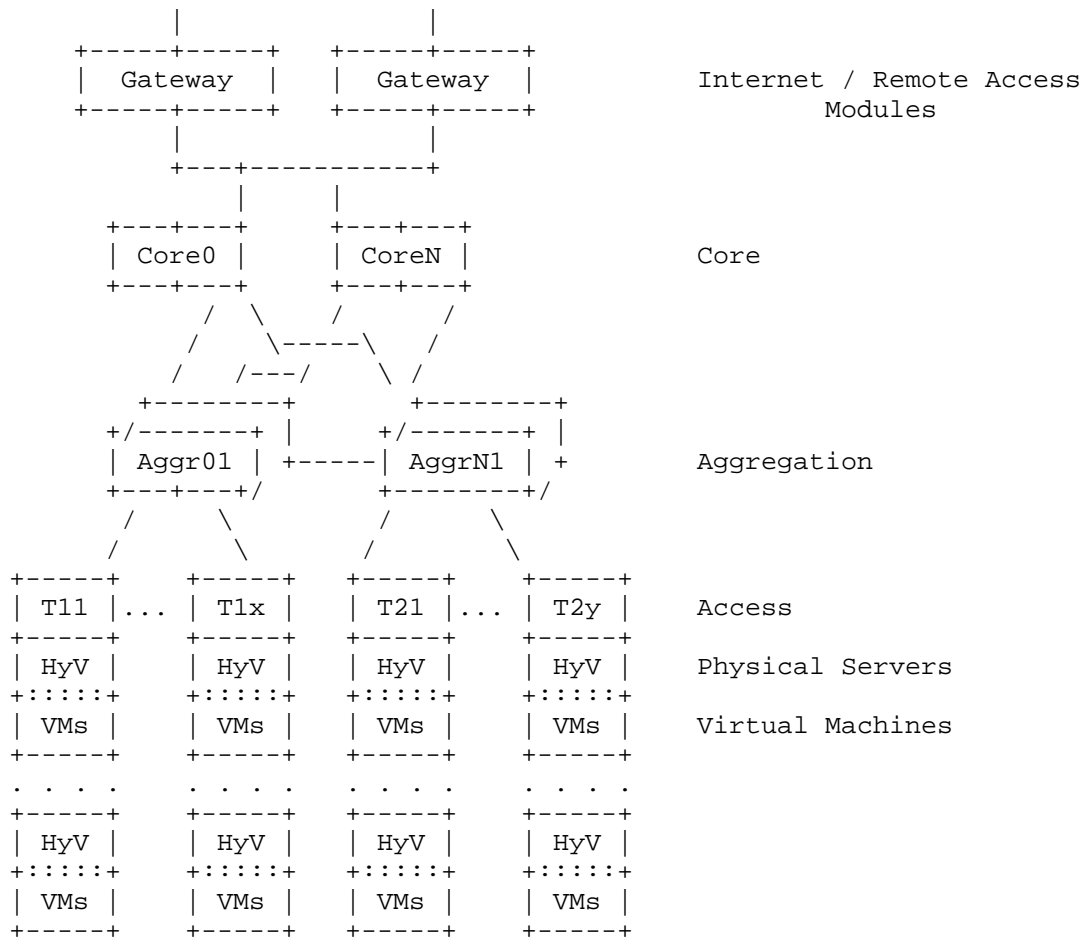 Gateway Gateway Internet / Remote Access
Modules
Core0 CoreN Core
Aggr01 AggrN1 Aggregation
T11 ... T1x T21 ... T2y Access
HyV HyV HyV HyV Physical Servers
VMs VMs VMs VMs Virtual Machines
. . . . . . . . . . . . . . . .
HyV HyV HyV HyV
VMs VMs VMs VMs